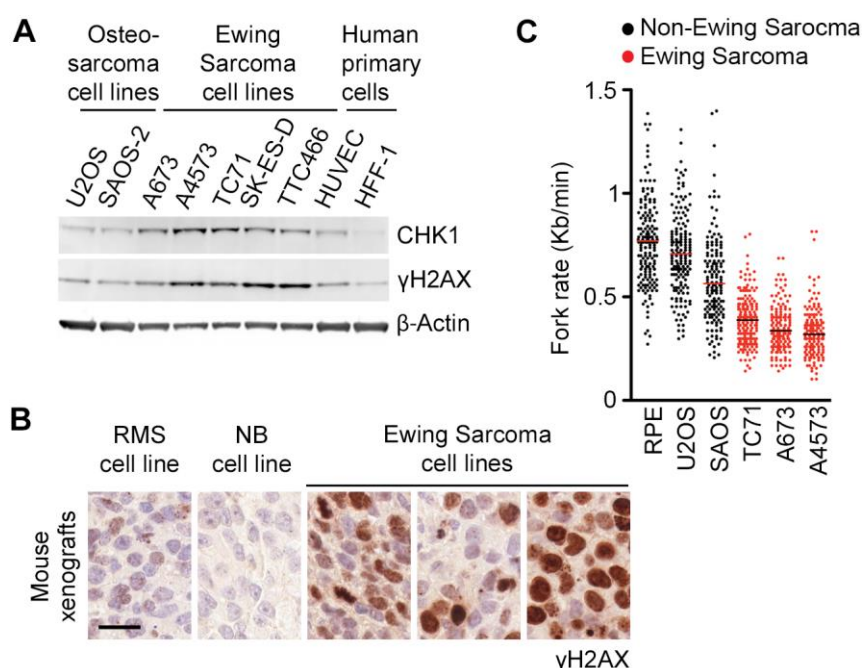 A
Osteo-
sarcoma
cell lines
Ewing
Sarcoma
cell lines
Human
primary
cells
U2OS
SAOS-2
A673
A4573
TC71
SK-ES-D
TTC466
HUVEC
HFF-1
CHK1
γH2AX
β-Actin
B
RMS
cell line
NB
cell line
Ewing Sarcoma
cell lines
Mouse
xenografts
γH2AX
C
Non-Ewing Sarocma
Ewing Sarcoma
Fork rate (Kb/min)
1.5
1
0.5
0
RPE
U2OS
SAOS
TC71
A673
A4573